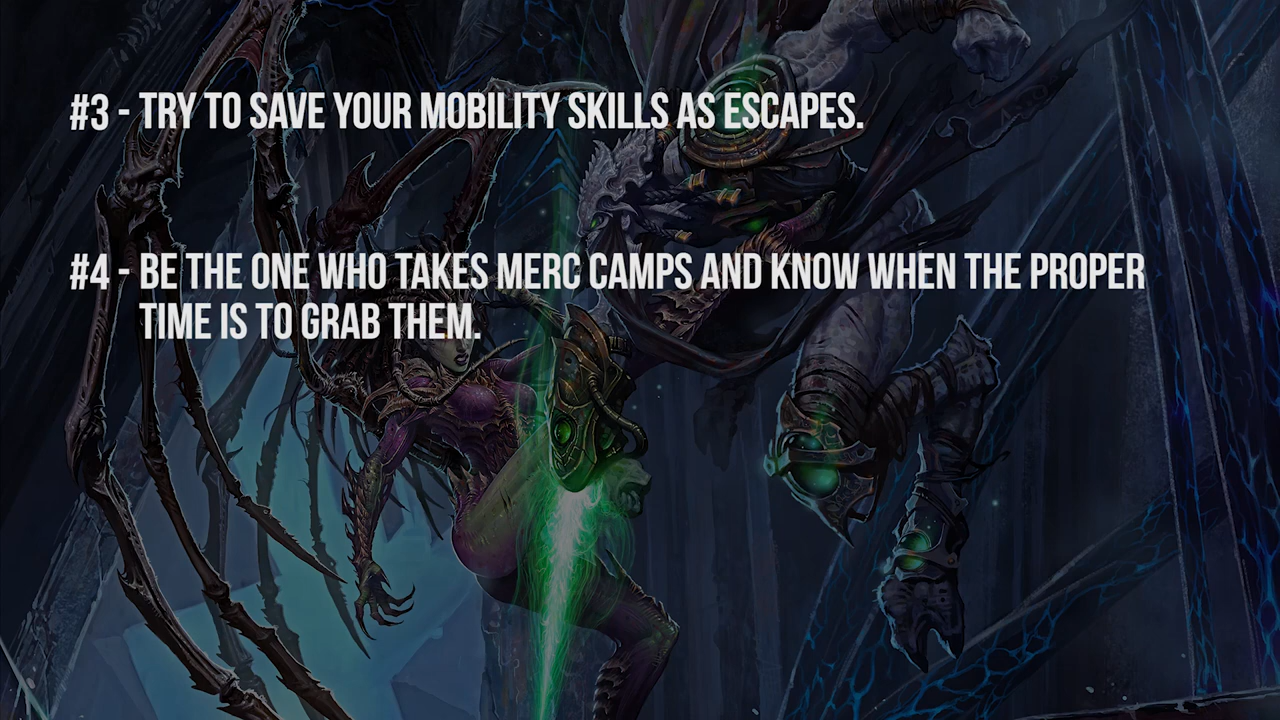 #3 - TRY TO SAVE YOUR MOBILITY SKILLS AS ESCAPES.
#4 - BE THE ONE WHO TAKES MERC CAMPS AND KNOW WHEN THE PROPER
TIME IS TO GRAB THEM.